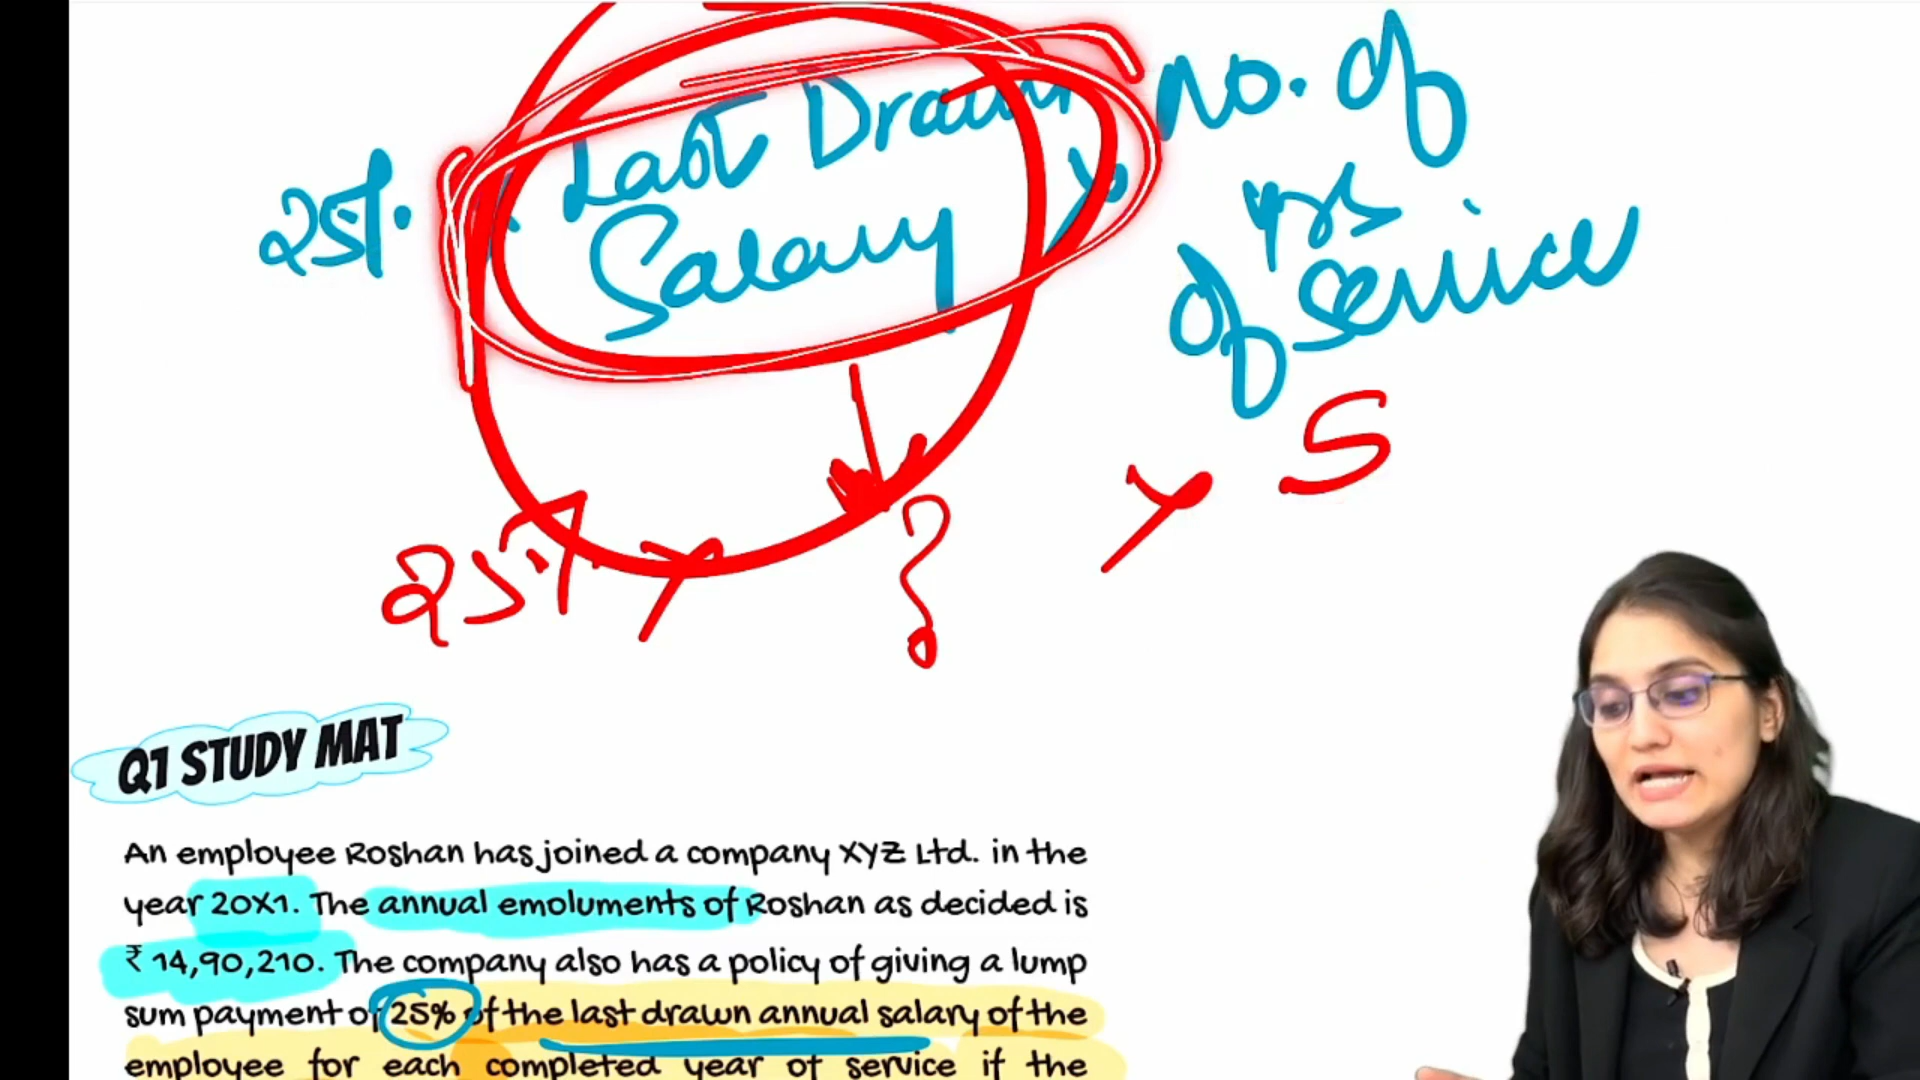 25% × Last Drawn × no. of
Salary yrs
of service
25% × ? × 5
Q1 STUDY MAT
An employee Roshan has joined a company XYZ Ltd. in the
year 20X1. The annual emoluments of Roshan as decided is
₹ 14,90,210. The company also has a policy of giving a lump
sum payment of 25% of the last drawn annual salary of the
employee for each completed year of service if the